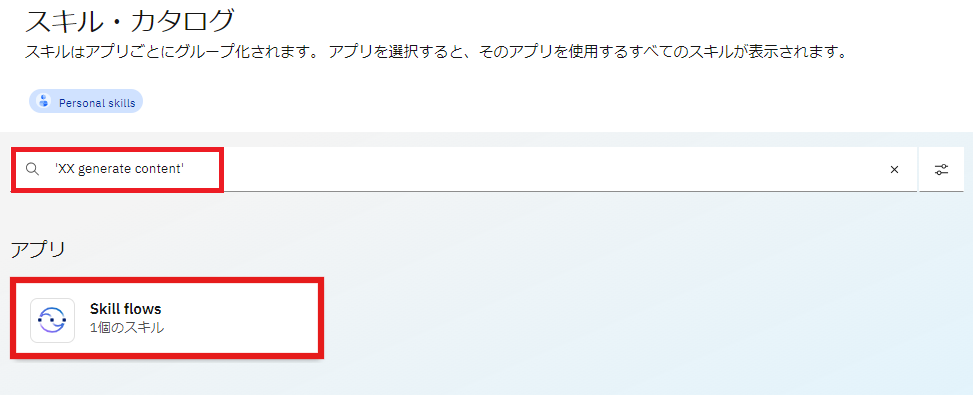 スキル・カタログ
スキルはアプリごとにグループ化されます。 アプリを選択すると、そのアプリを使用するすべてのスキルが表示されます。
Personal skills
'XX generate content'
アプリ
Skill flows
1個のスキル